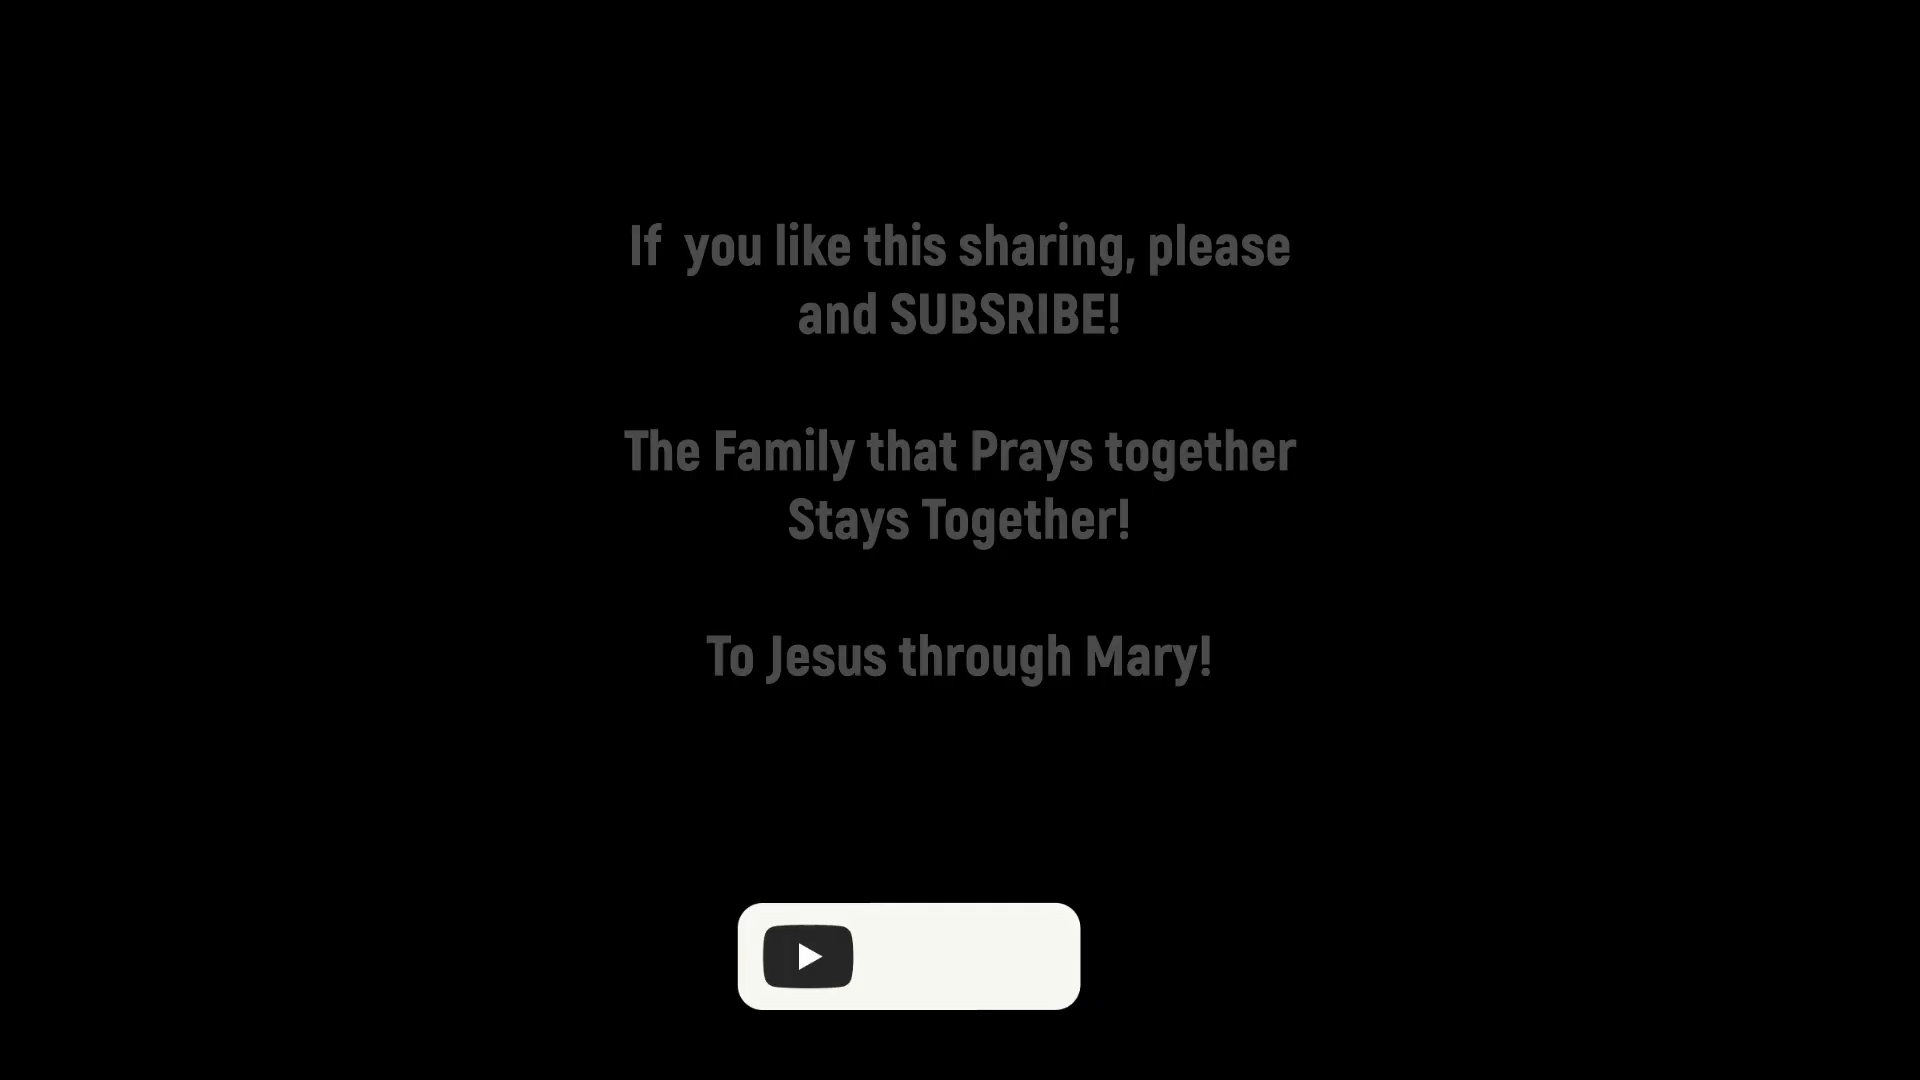 If  you like this sharing, please
and SUBSRIBE!
The Family that Prays together
Stays Together!
To Jesus through Mary!